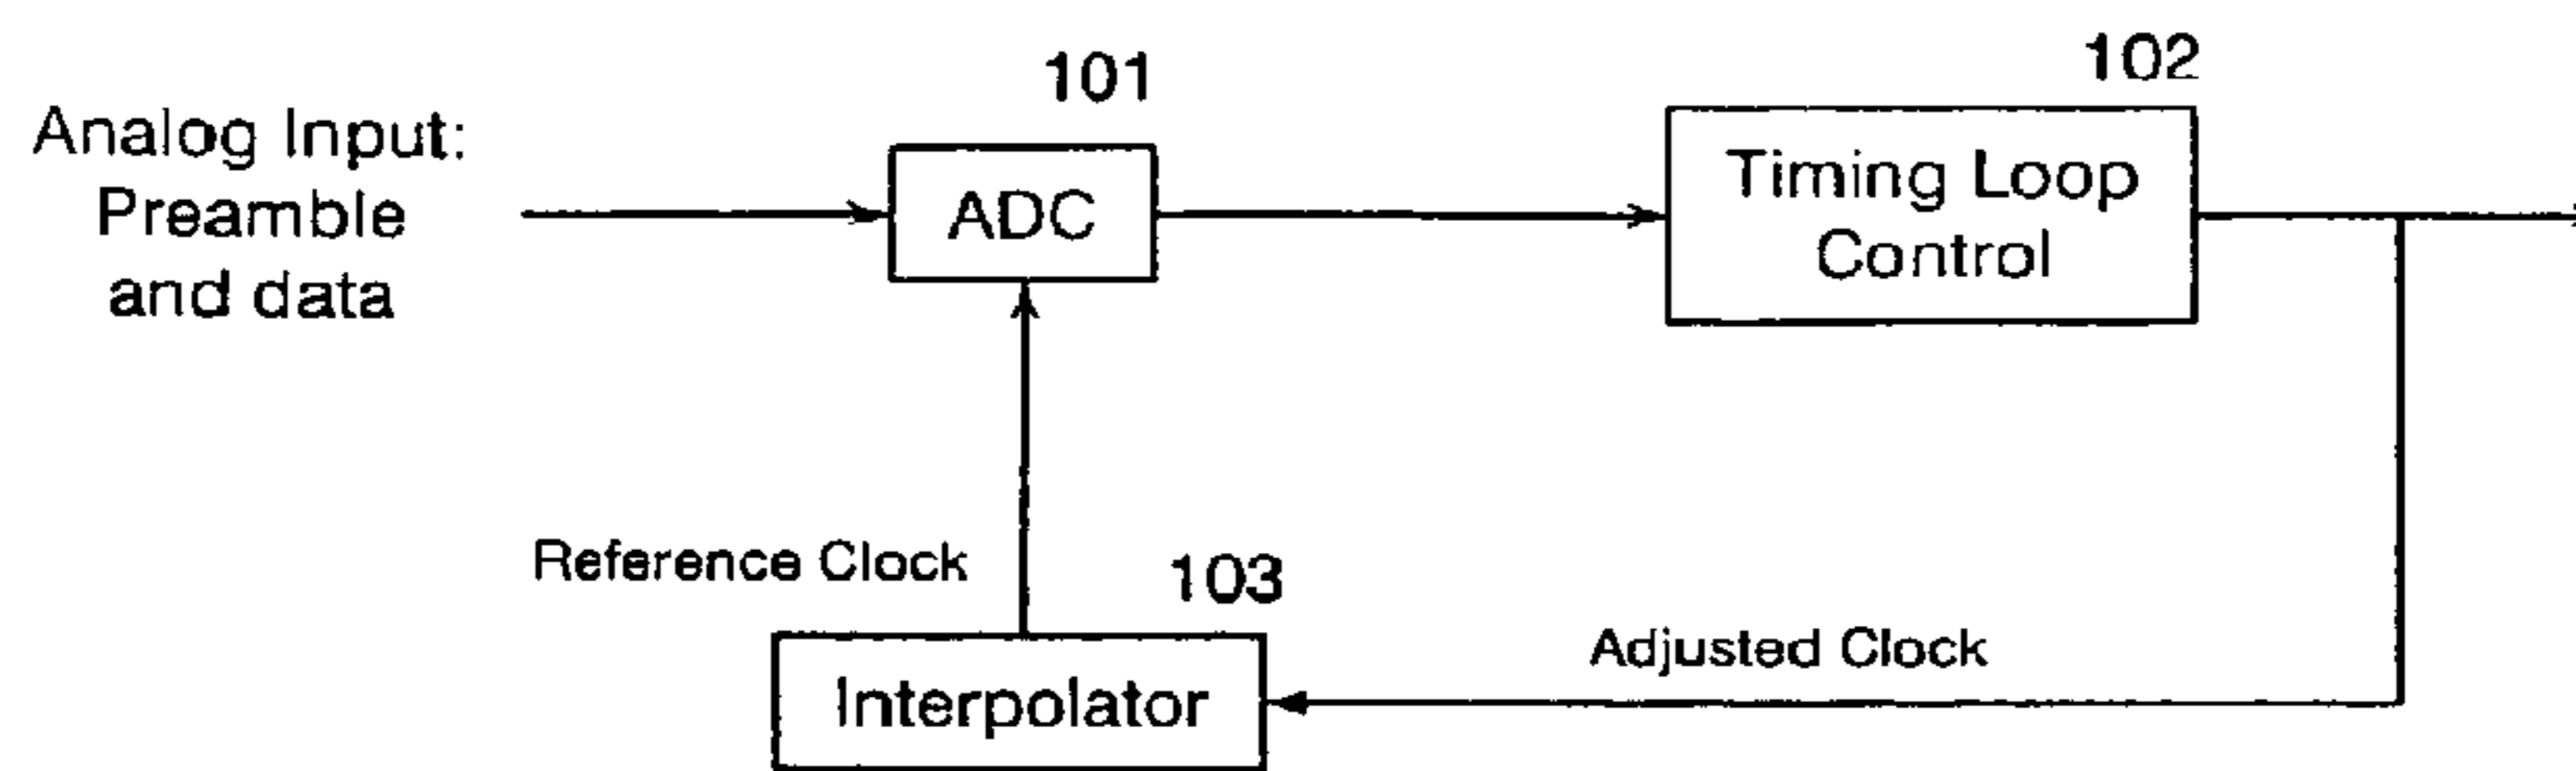 101
102
Analog Input:
Preamble
and data
ADC
Timing Loop
Control
Reference Clock
103
Interpolator
Adjusted Clock